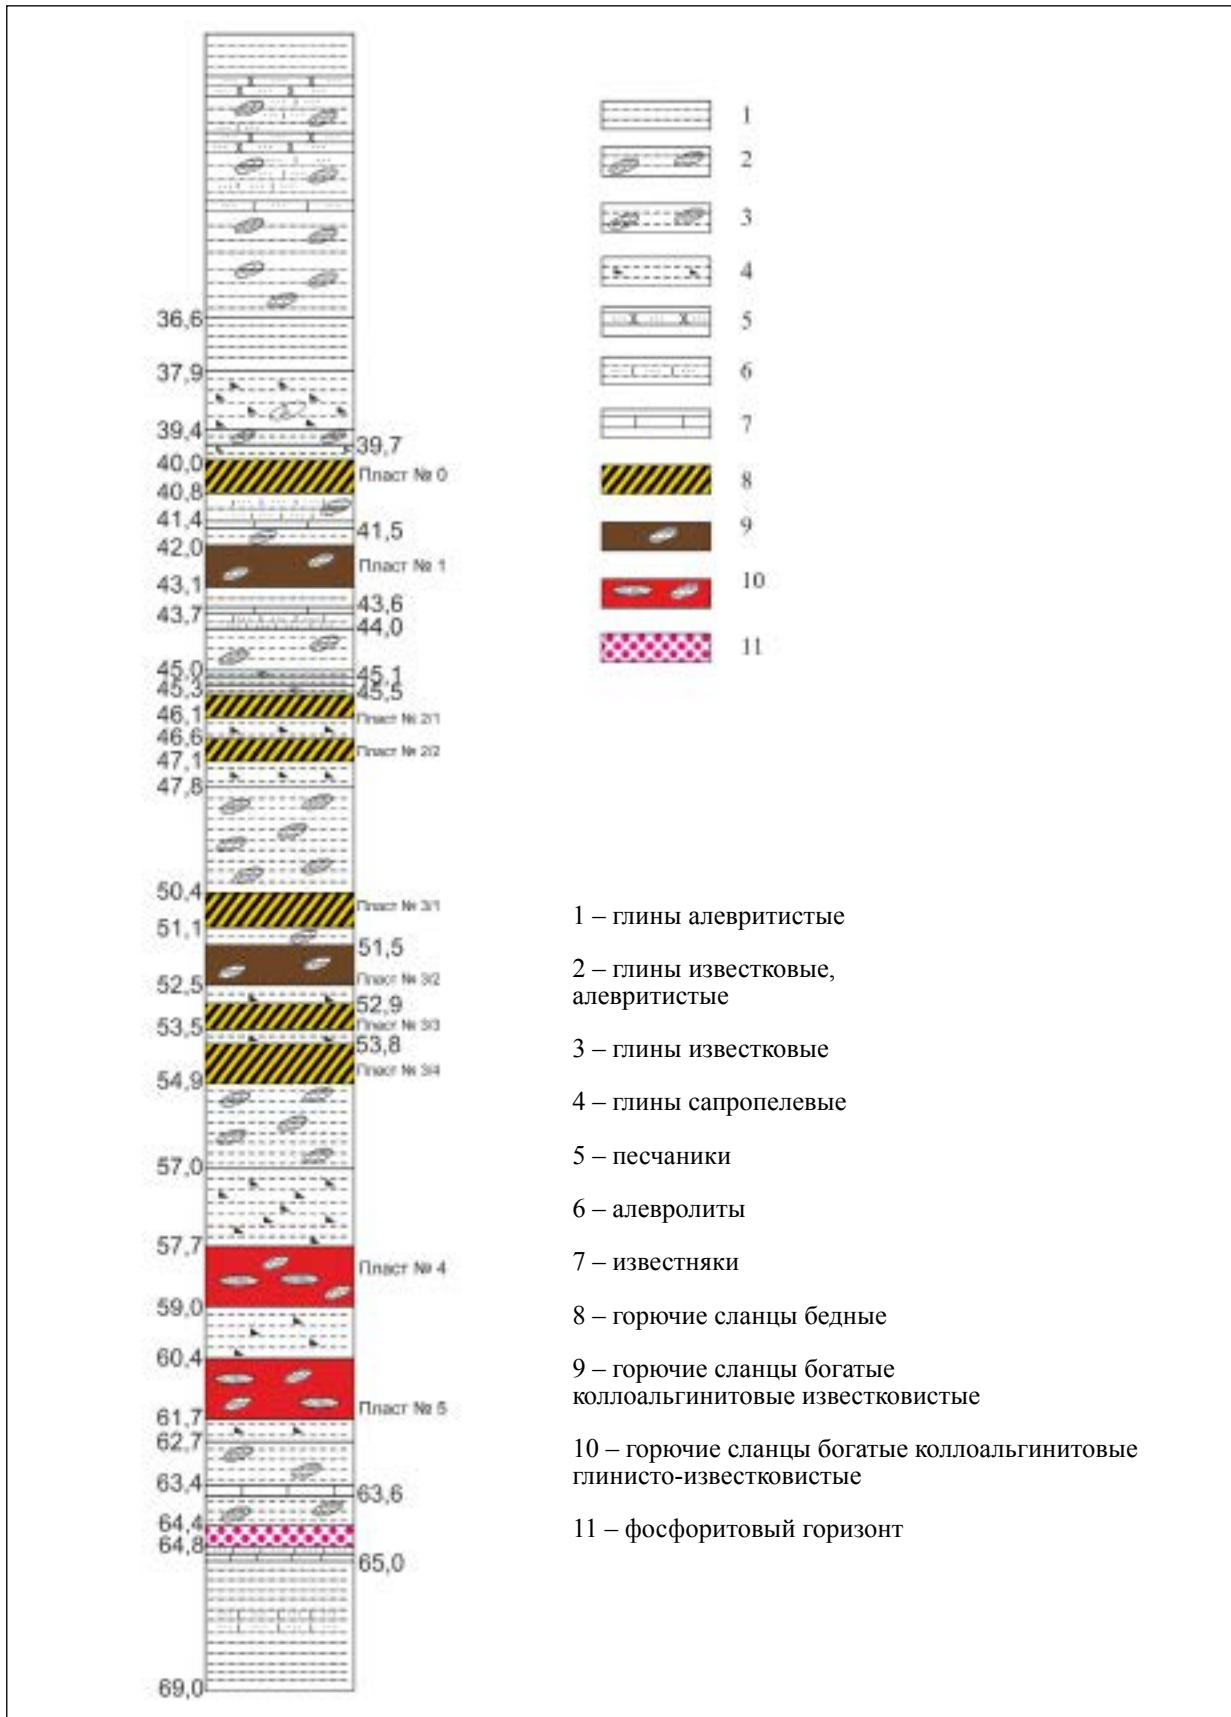 36,6
37,9
39,4
39,7
40,0
Пласт № 0
40,8
41,4
41,5
42,0
Пласт № 1
43,1
43,6
43,7
44,0
45,0
45,1
45,3
45,5
46,1
Пласт № 2/1
46,6
Пласт № 2/2
47,1
47,8
50,4
Пласт № 3/1
51,1
51,5
52,5
Пласт № 3/2
52,9
53,5
Пласт № 3/3
53,8
54,9
Пласт № 3/4
57,0
57,7
Пласт № 4
59,0
60,4
Пласт № 5
61,7
62,7
63,4
63,6
64,4
64,8
65,0
69,0
1
2
3
4
5
6
7
8
9
10
11
1 – глины алевритистые
2 – глины известковые,
алевритистые
3 – глины известковые
4 – глины сапропелевые
5 – песчаники
6 – алевролиты
7 – известняки
8 – горючие сланцы бедные
9 – горючие сланцы богатые
коллоальгинитовые известковистые
10 – горючие сланцы богатые коллоальгинитовые
глинисто-известковистые
11 – фосфоритовый горизонт